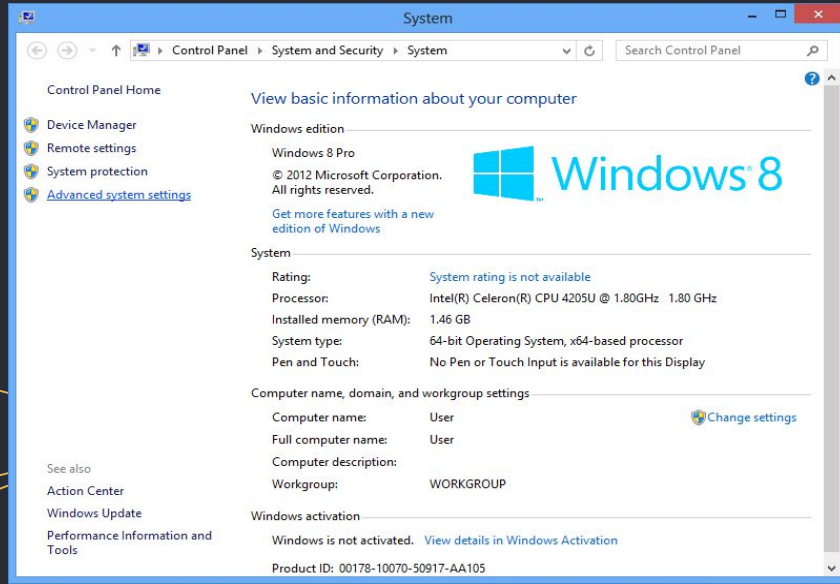 System
Control Panel System and Security System
Search Control Panel
Control Panel Home
Device Manager
Remote settings
System protection
Advanced system settings
See also
Action Center
Windows Update
Performance Information and
Tools
View basic information about your computer
Windows edition
Windows 8 Pro
© 2012 Microsoft Corporation.
All rights reserved.
Get more features with a new
edition of Windows
Windows® 8
™
System
Rating: System rating is not available
Processor: Intel(R) Celeron(R) CPU 4205U @ 1.80GHz 1.80 GHz
Installed memory (RAM): 1.46 GB
System type: 64-bit Operating System, x64-based processor
Pen and Touch: No Pen or Touch Input is available for this Display
Computer name, domain, and workgroup settings
Computer name: User
Change settings
Full computer name: User
Computer description:
Workgroup: WORKGROUP
Windows activation
Windows is not activated. View details in Windows Activation
Product ID: 00178-10070-50917-AA105